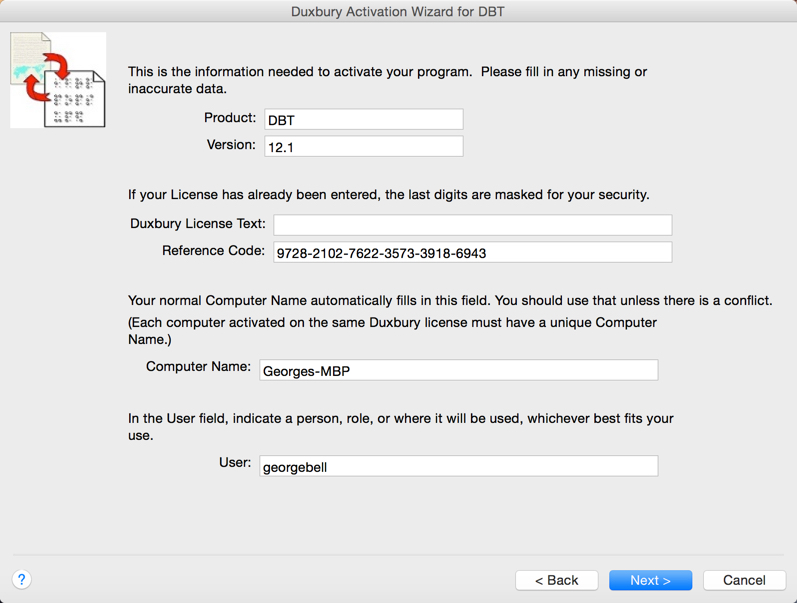 Duxbury Activation Wizard for DBT
This is the information needed to activate your program.  Please fill in any missing or
inaccurate data.
Product: DBT
Version: 12.1
If your License has already been entered, the last digits are masked for your security.
Duxbury License Text:
Reference Code: 9728-2102-7622-3573-3918-6943
Your normal Computer Name automatically fills in this field. You should use that unless there is a conflict.
(Each computer activated on the same Duxbury license must have a unique Computer
Name.)
Computer Name: Georges-MBP
In the User field, indicate a person, role, or where it will be used, whichever best fits your
use.
User: georgebell
? < Back Next > Cancel